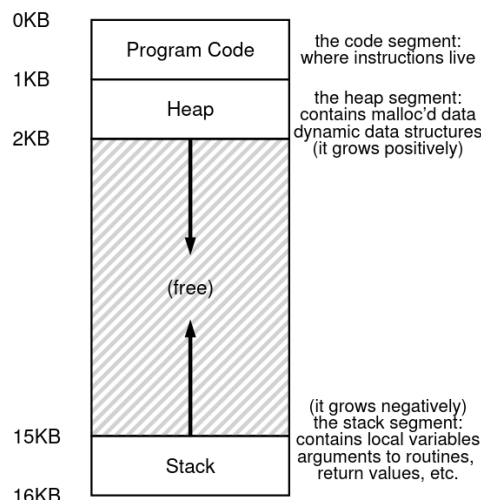 0KB
Program Code
the code segment:
where instructions live
1KB
Heap
the heap segment:
contains malloc'd data
dynamic data structures
(it grows positively)
2KB
(free)
(it grows negatively)
the stack segment:
contains local variables
arguments to routines,
return values, etc.
15KB
Stack
16KB